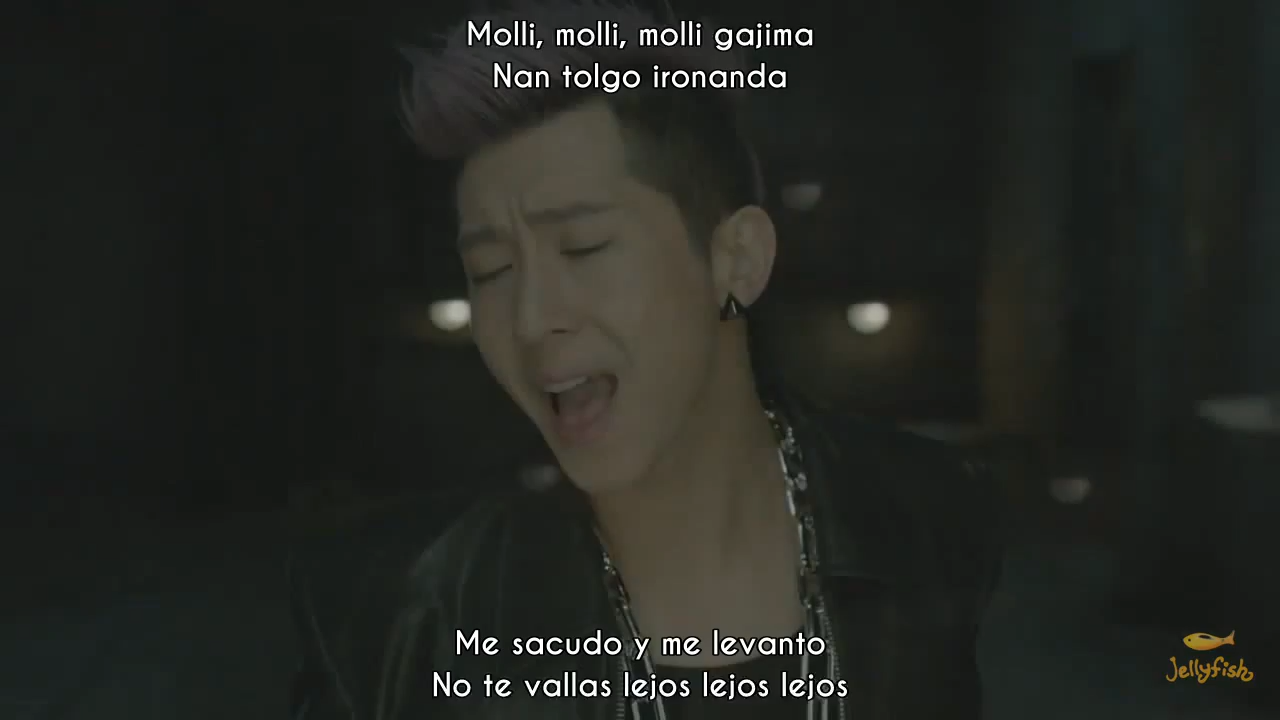 Molli, molli, molli gajima
Nan tolgo ironanda
Me sacudo y me levanto
No te vallas lejos lejos lejos
Jellyfish